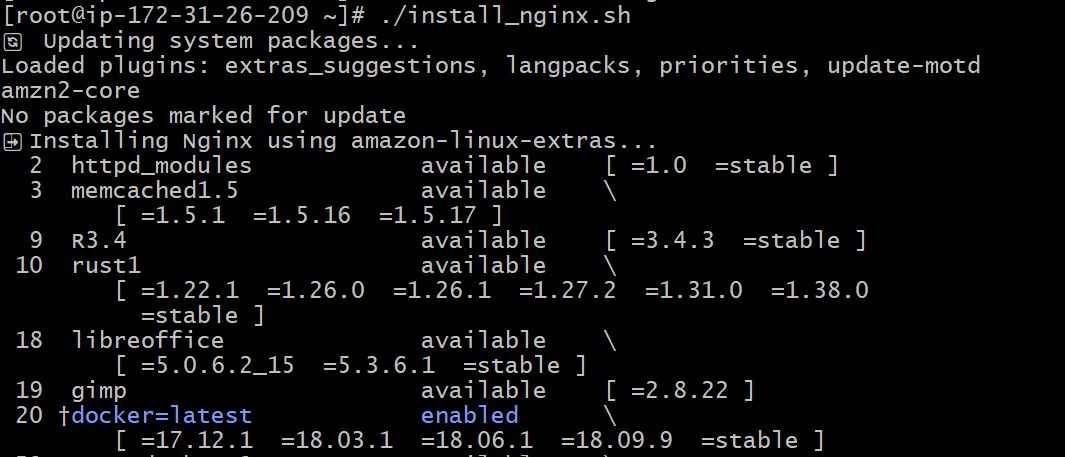 [root@ip-172-31-26-209 ~]# ./install_nginx.sh
🔄 Updating system packages...
Loaded plugins: extras_suggestions, langpacks, priorities, update-motd
amzn2-core
No packages marked for update
Installing Nginx using amazon-linux-extras...
2 httpd_modules available [ =1.0 =stable ]
3 memcached1.5 available \
[ =1.5.1 =1.5.16 =1.5.17 ]
9 R3.4 available [ =3.4.3 =stable ]
10 rust1 available \
[ =1.22.1 =1.26.0 =1.26.1 =1.27.2 =1.31.0 =1.38.0
=stable ]
18 libreoffice available \
[ =5.0.6.2_15 =5.3.6.1 =stable ]
19 gimp available [ =2.8.22 ]
20 †docker=latest enabled \
[ =17.12.1 =18.03.1 =18.06.1 =18.09.9 =stable ]